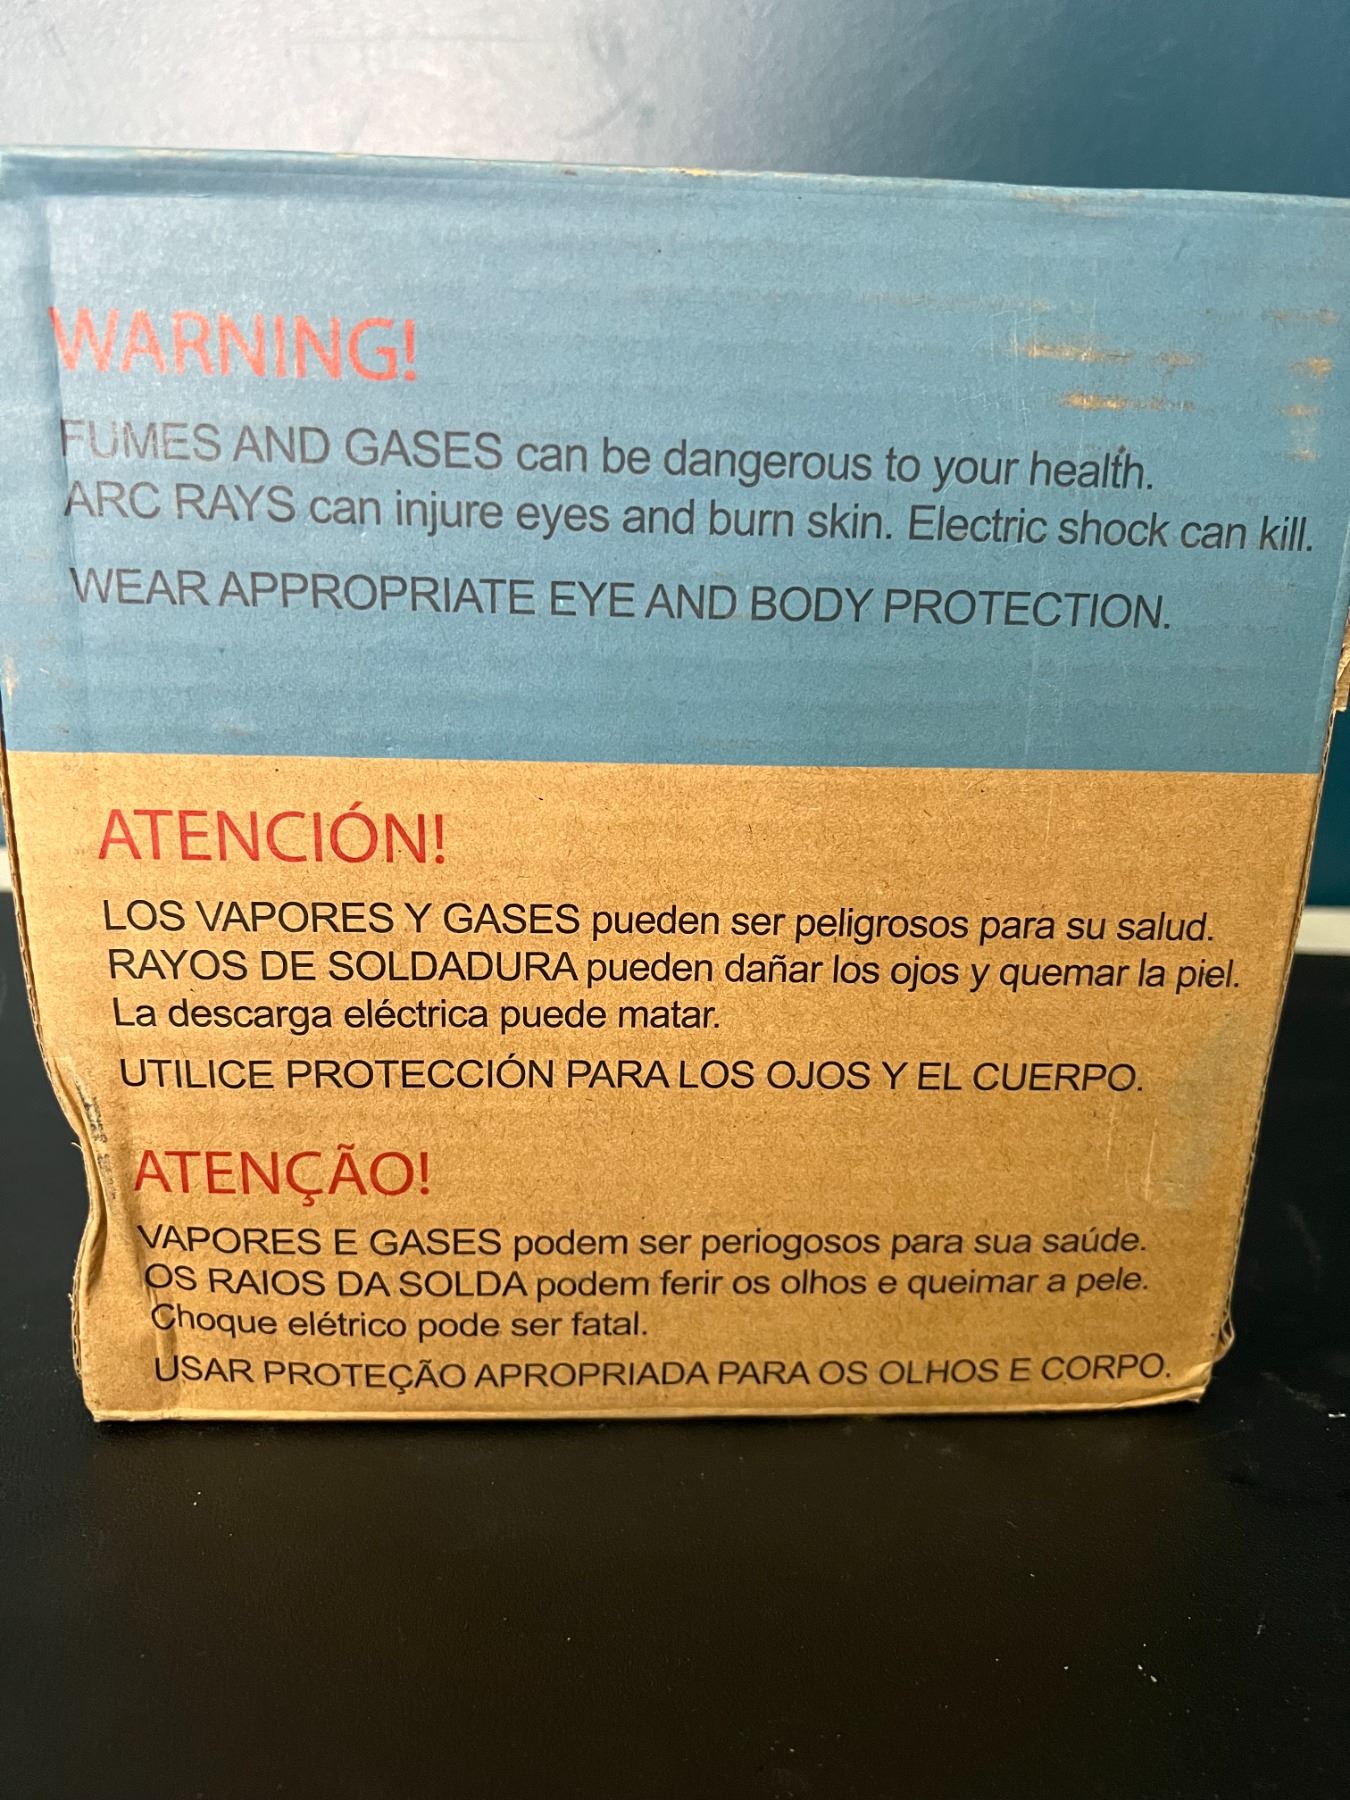 WARNING!
FUMES AND GASES can be dangerous to your health.
ARC RAYS can injure eyes and burn skin. Electric shock can kill.
WEAR APPROPRIATE EYE AND BODY PROTECTION.
ATENCIÓN!
LOS VAPORES Y GASES pueden ser peligrosos para su salud.
RAYOS DE SOLDADURA pueden dañar los ojos y quemar la piel.
La descarga eléctrica puede matar.
UTILICE PROTECCIÓN PARA LOS OJOS Y EL CUERPO.
ATENÇÃO!
VAPORES E GASES podem ser periogosos para sua saúde.
OS RAIOS DA SOLDA podem ferir os olhos e queimar a pele.
Choque elétrico pode ser fatal.
USAR PROTEÇÃO APROPRIADA PARA OS OLHOS E CORPO.